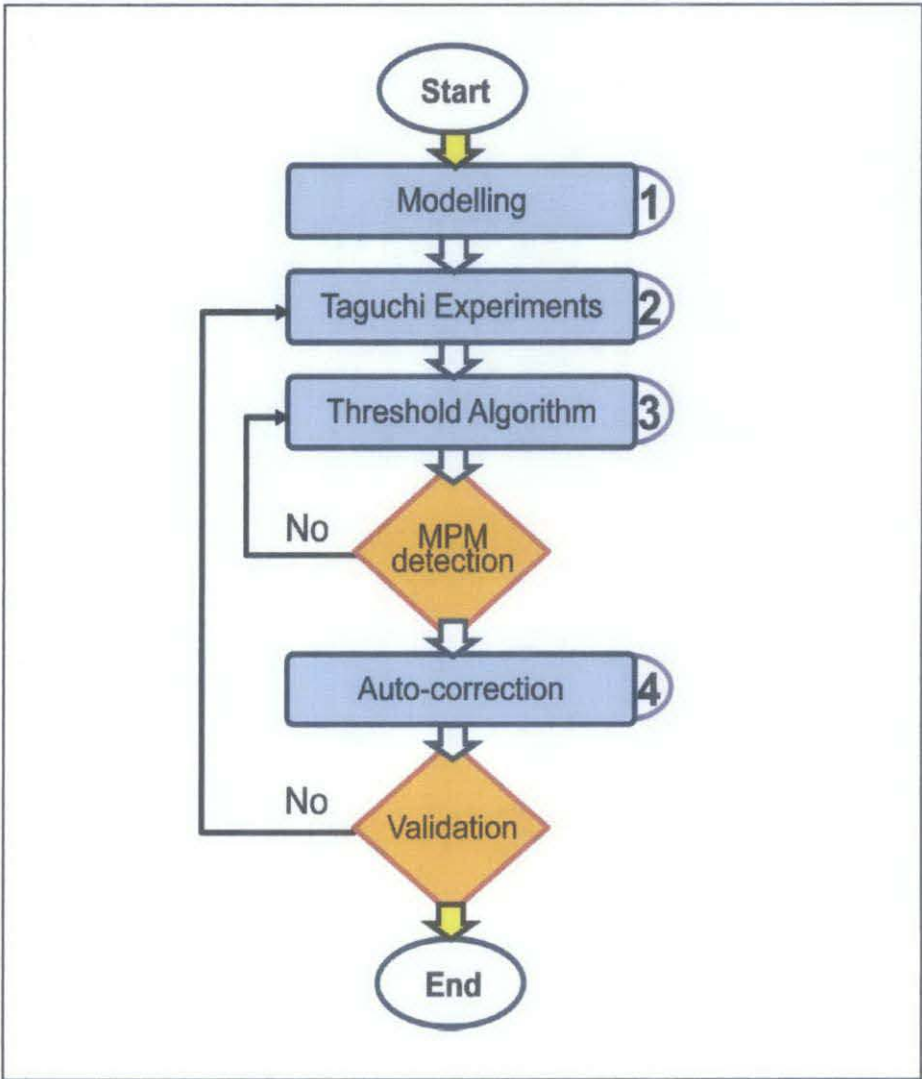 Start
Modelling
1
Taguchi Experiments
2
Threshold Algorithm
3
MPM
detection
No
Auto-correction
4
Validation
No
End